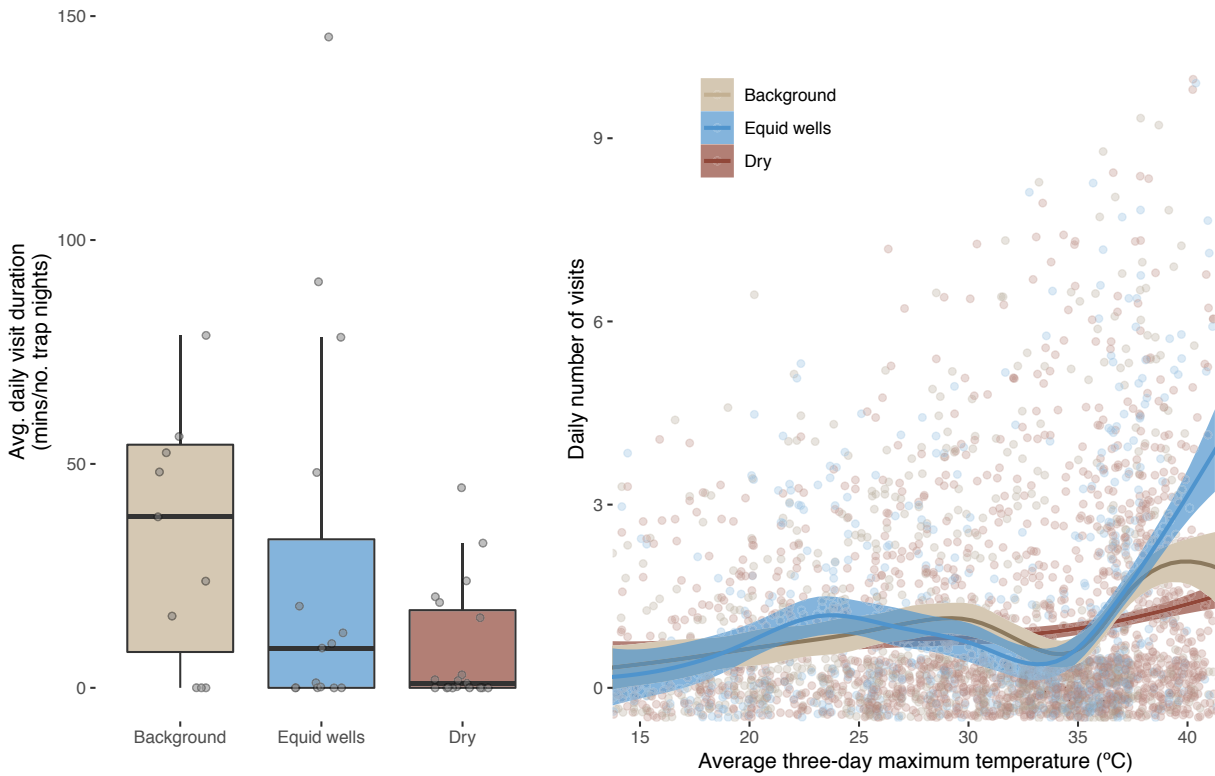 150
100
50
0
Avg. daily visit duration
(mins/no. trap nights)
Background
Equid wells
Dry
Background
Equid wells
Dry
9
6
3
0
Daily number of visits
15
20
25
30
35
40
Average three-day maximum temperature (ºC)